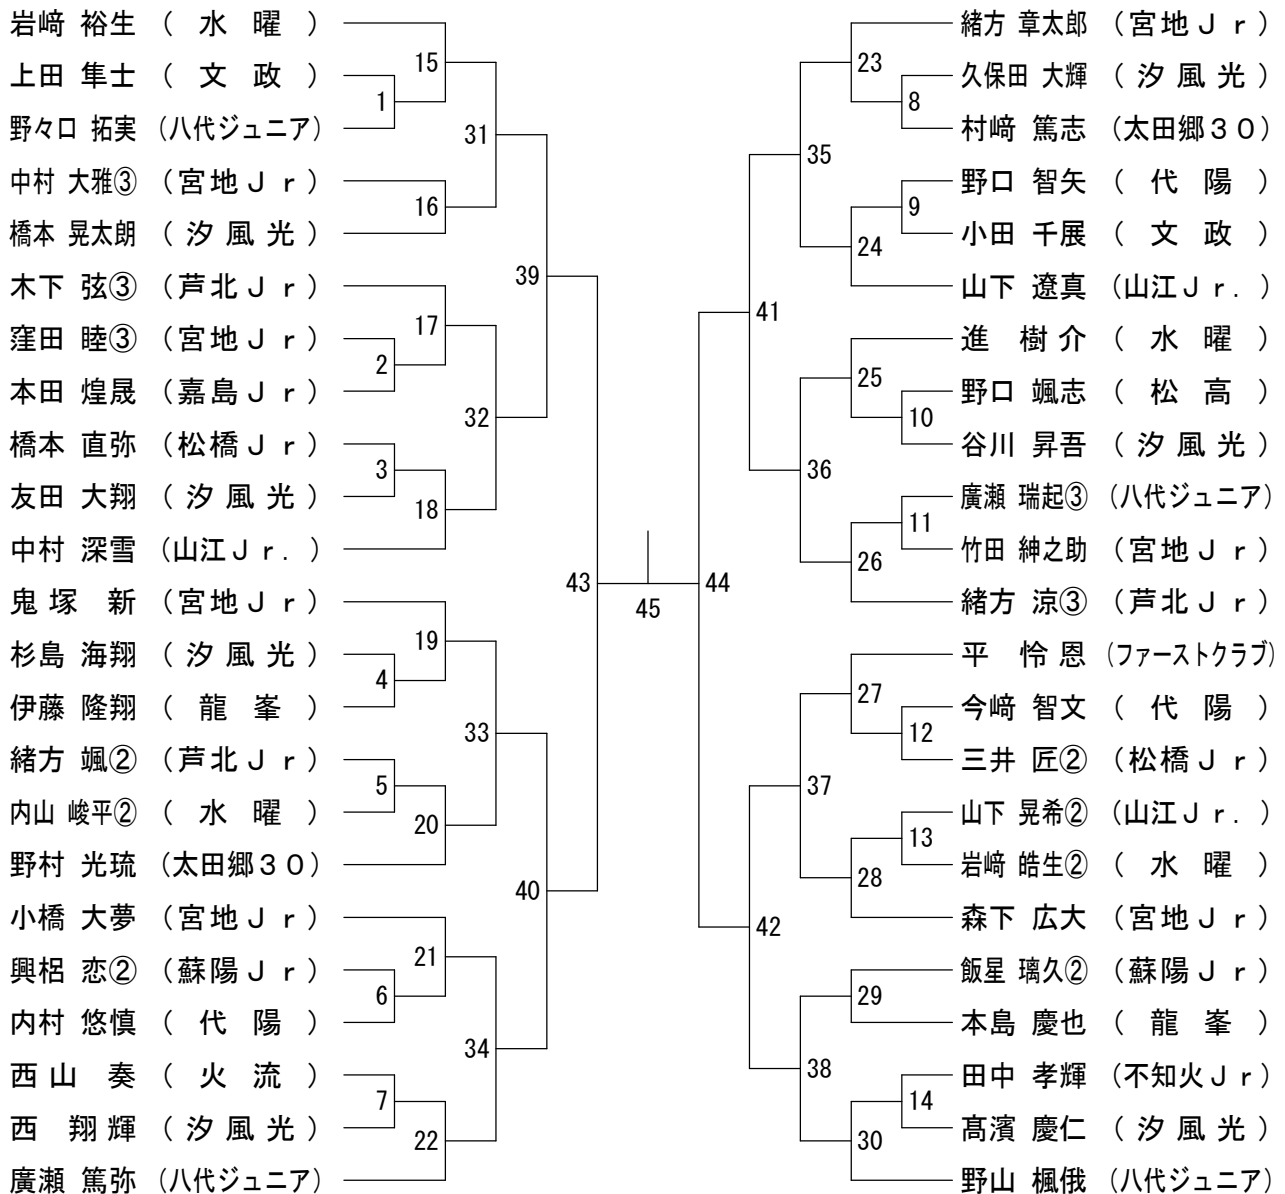 岩﨑 裕生 （ 水 曜 ）
15
上田 隼士 （ 文 政 ）
1
野々口 拓実 （八代ジュニア）
31
中村 大雅③ （宮地Ｊｒ）
16
橋本 晃太朗 （汐風光）
39
木下 弦③ （芦北Ｊｒ）
17
窪田 睦③ （宮地Ｊｒ）
2
本田 煌晟 （嘉島Ｊｒ）
32
橋本 直弥 （松橋Ｊｒ）
3
友田 大翔 （汐風光）
18
中村 深雪 （山江Ｊｒ．）
43
鬼塚 新 （宮地Ｊｒ）
19
杉島 海翔 （汐風光）
4
伊藤 隆翔 （ 龍 峯 ）
33
緒方 颯② （芦北Ｊｒ）
5
内山 峻平② （ 水 曜 ）
20
野村 光琉 （太田郷３０）
40
小橋 大夢 （宮地Ｊｒ）
21
興梠 恋② （蘇陽Ｊｒ）
6
内村 悠慎 （ 代 陽 ）
34
西山 奏 （ 火 流 ）
7
西 翔輝 （汐風光）
22
廣瀬 篤弥 （八代ジュニア）
45
緒方 章太郎 （宮地Ｊｒ）
23
久保田 大輝 （汐風光）
8
村﨑 篤志 （太田郷３０）
35
野口 智矢 （ 代 陽 ）
9
小田 千展 （ 文 政 ）
24
山下 遼真 （山江Ｊｒ．）
41
進 樹介 （ 水 曜 ）
25
野口 颯志 （ 松 高 ）
10
谷川 昇吾 （汐風光）
36
廣瀬 瑞起③ （八代ジュニア）
11
竹田 紳之助 （宮地Ｊｒ）
26
緒方 涼③ （芦北Ｊｒ）
44
平 怜恩 （ファーストクラブ）
27
今﨑 智文 （ 代 陽 ）
12
三井 匠② （松橋Ｊｒ）
37
山下 晃希② （山江Ｊｒ．）
13
岩﨑 皓生② （ 水 曜 ）
28
森下 広大 （宮地Ｊｒ）
42
飯星 璃久② （蘇陽Ｊｒ）
29
本島 慶也 （ 龍 峯 ）
38
田中 孝輝 （不知火Ｊｒ）
14
髙濱 慶仁 （汐風光）
30
野山 楓俄 （八代ジュニア）